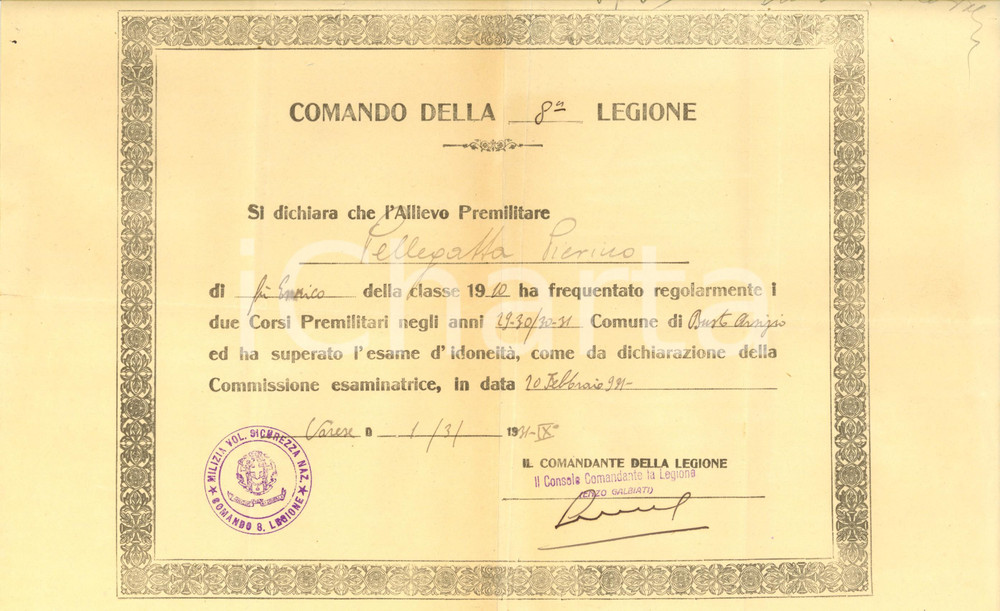 COMANDO DELLA 8ª LEGIONE
Si dichiara che l'Allievo Premilitare
Pellegatta Pierino
di fu Enrico della classe 1910 ha frequentato regolarmente i
due Corsi Premilitari negli anni 29-30/30-31 Comune di Busto Arsizio
ed ha superato l'esame d'idoneità, come da dichiarazione della
Commissione esaminatrice, in data 20 Febbraio 931-
Varese 1/3/ 1931-IXº
IL COMANDANTE DELLA LEGIONE
Il Console Comandante la Legione
(ENZO GALBIATI)
MILIZIA VOL. SICUREZZA NAZ.
COMANDO 8. LEGIONE
iCharta